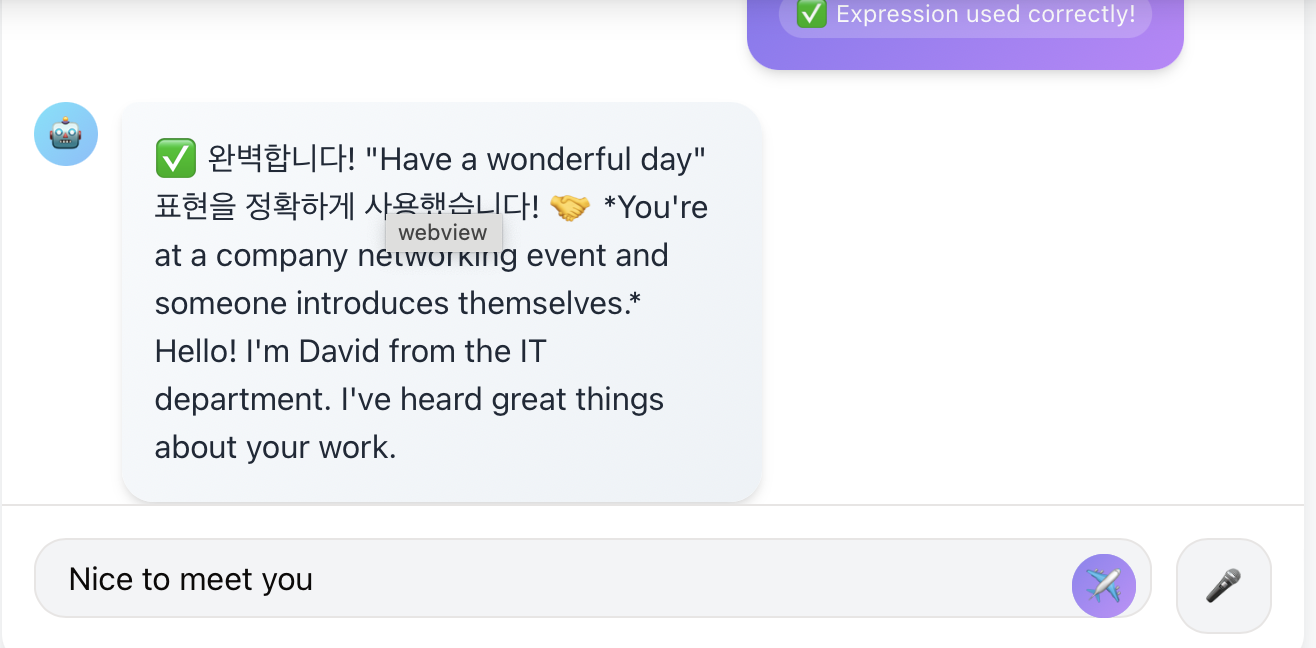 ✅ Expression used correctly!
✅ 완벽합니다! "Have a wonderful day"
표현을 정확하게 사용했습니다! 🤝 *You're
webview
at a company networking event and
someone introduces themselves.*
Hello! I'm David from the IT
department. I've heard great things
about your work.
Nice to meet you